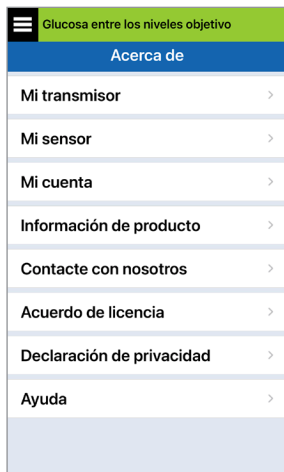 Glucosa entre los niveles objetivo
Acerca de
Mi transmisor
Mi sensor
Mi cuenta
Información de producto
Contacte con nosotros
Acuerdo de licencia
Declaración de privacidad
Ayuda